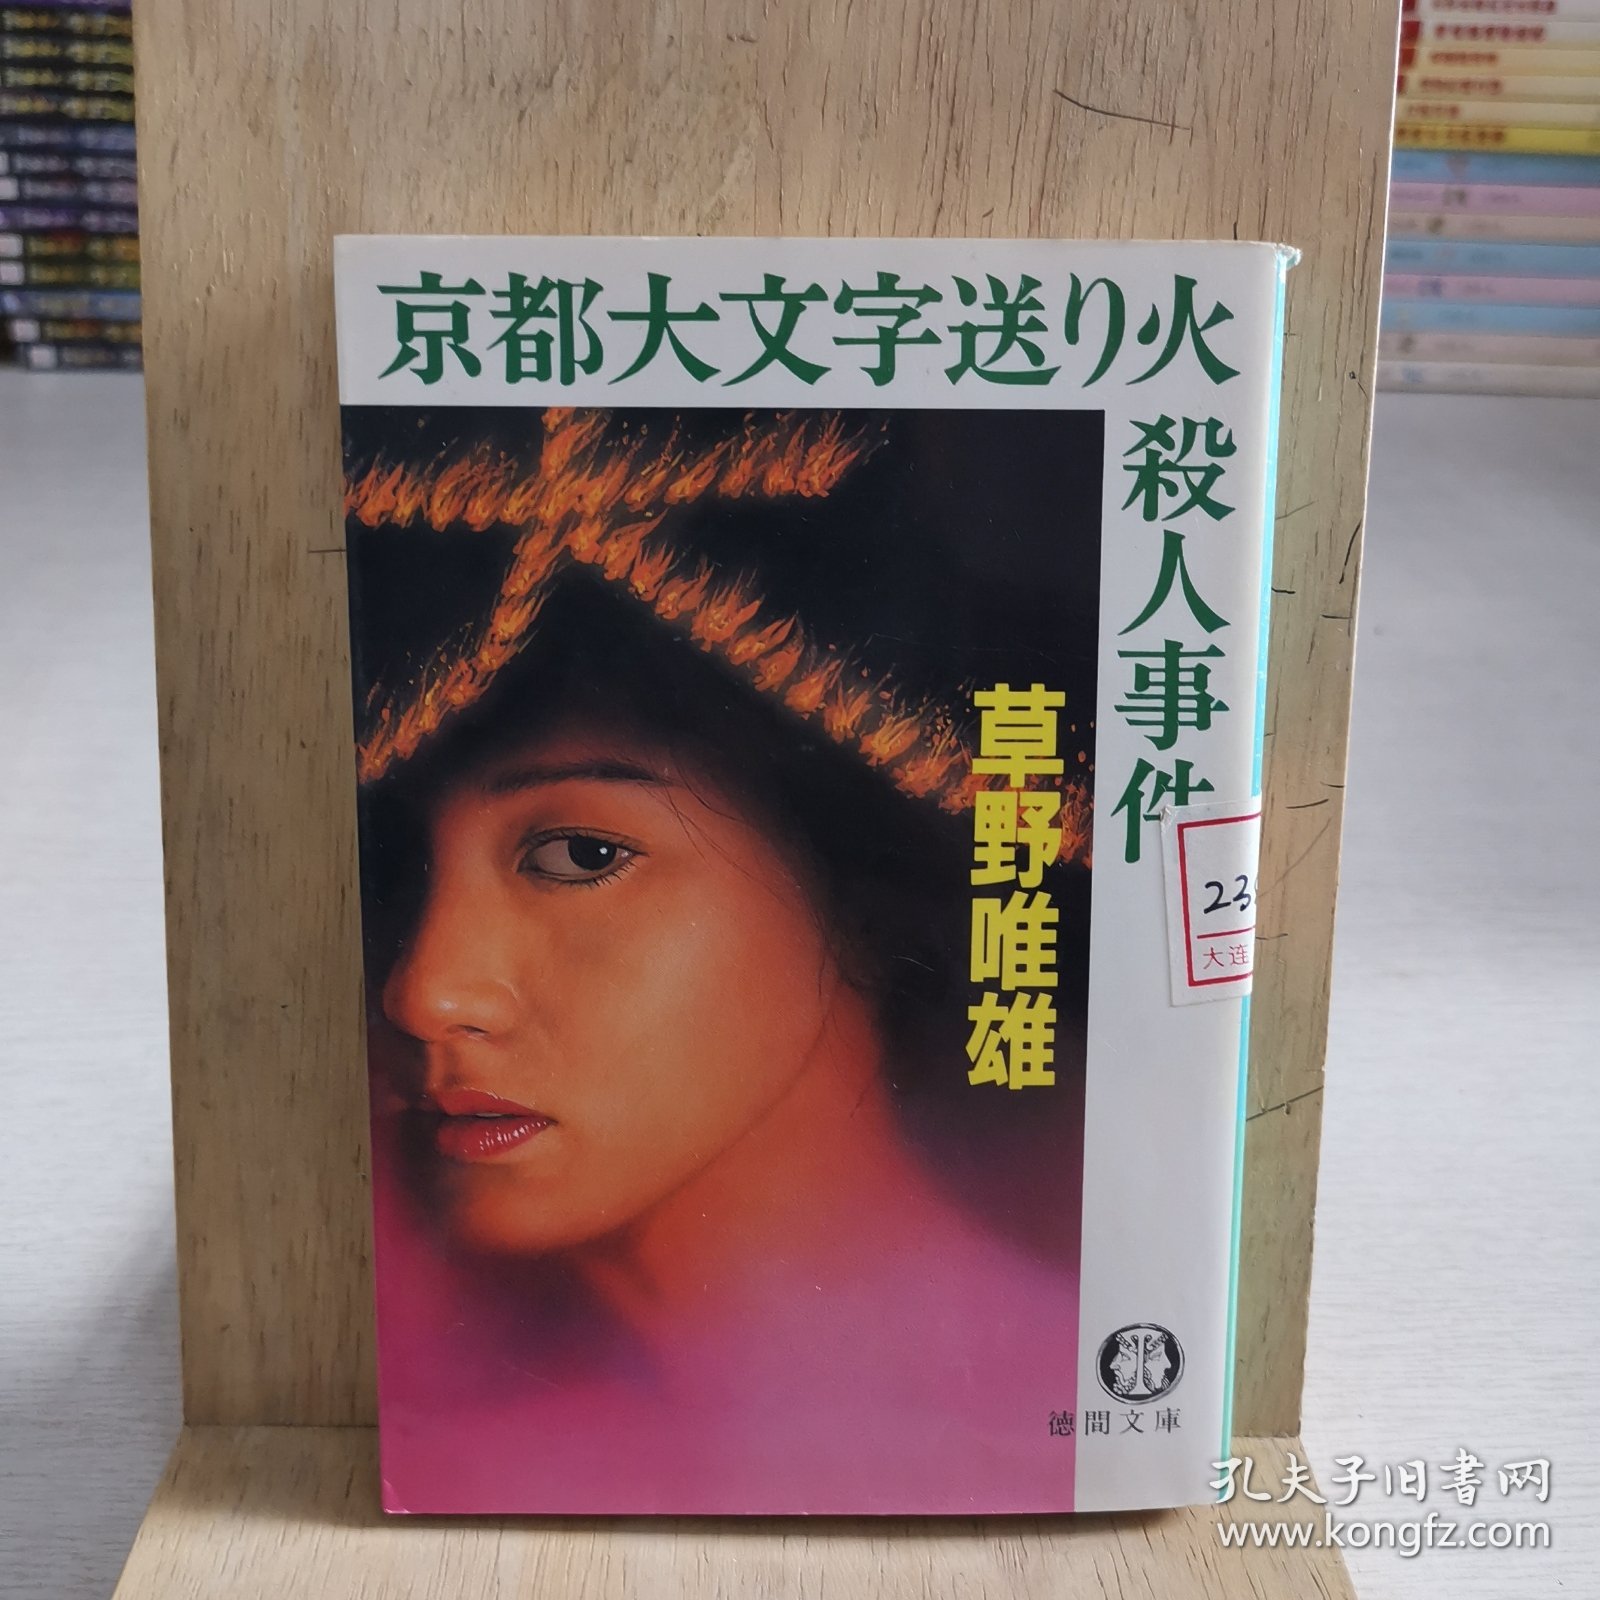 京都大文字送り火
殺人事件
草野唯雄
徳間文庫
大连
孔夫子旧书网
www.kongfz.com